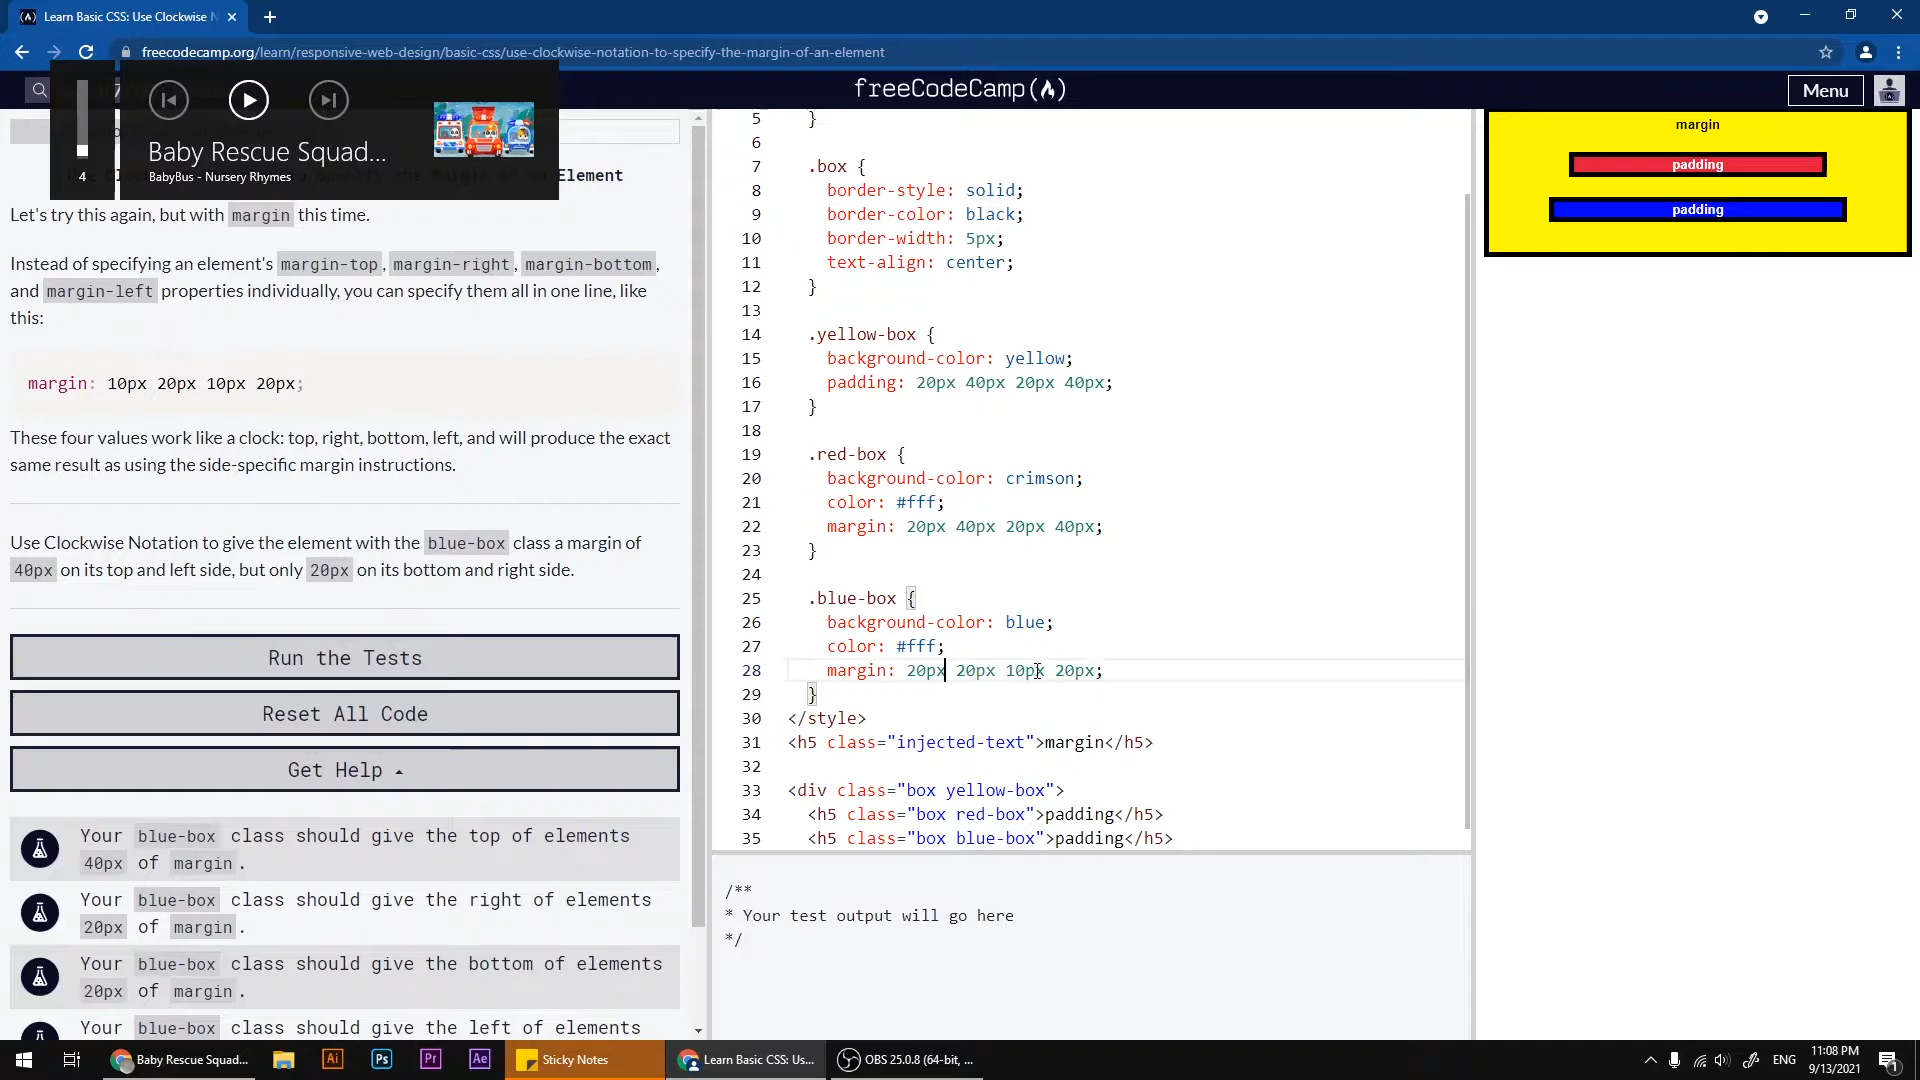 Learn Basic CSS: Use Clockwise N
freecodecamp.org/learn/responsive-web-design/basic-css/use-clockwise-notation-to-specify-the-margin-of-an-element
freeCodeCamp
Menu
Baby Rescue Squad...
BabyBus - Nursery Rhymes
4
Element
Let's try this again, but with margin this time.
Instead of specifying an element's margin-top, margin-right, margin-bottom,
and margin-left properties individually, you can specify them all in one line, like
this:
margin: 10px 20px 10px 20px;
These four values work like a clock: top, right, bottom, left, and will produce the exact
same result as using the side-specific margin instructions.
Use Clockwise Notation to give the element with the blue-box class a margin of
40px on its top and left side, but only 20px on its bottom and right side.
Run the Tests
Reset All Code
Get Help
Your blue-box class should give the top of elements
40px of margin.
Your blue-box class should give the right of elements
20px of margin.
Your blue-box class should give the bottom of elements
20px of margin.
Your blue-box class should give the left of elements
5 }
6
7 .box {
8 border-style: solid;
9 border-color: black;
10 border-width: 5px;
11 text-align: center;
12 }
13
14 .yellow-box {
15 background-color: yellow;
16 padding: 20px 40px 20px 40px;
17 }
18
19 .red-box {
20 background-color: crimson;
21 color: #fff;
22 margin: 20px 40px 20px 40px;
23 }
24
25 .blue-box {
26 background-color: blue;
27 color: #fff;
28 margin: 20px 20px 10px 20px;
29 }
30 </style>
31 <h5 class="injected-text">margin</h5>
32
33 <div class="box yellow-box">
34 <h5 class="box red-box">padding</h5>
35 <h5 class="box blue-box">padding</h5>
/**
* Your test output will go here
*/
margin
padding
padding
Baby Rescue Squad...
Ai
Ps
Pr
Ae
Sticky Notes
Learn Basic CSS: Us...
OBS 25.0.8 (64-bit, ...
ENG
11:08 PM
9/13/2021
1